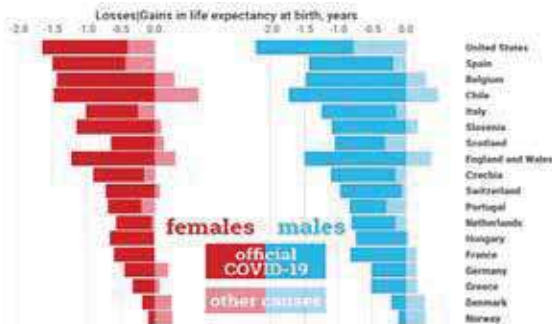 Losses|Gains in life expectancy at birth, years
-2.0 -1.5 -1.0 -0.5 0.0 -2.0 -1.5 -1.0 -0.5 0.0
United States
Spain
Belgium
Chile
Italy
Slovenia
Scotland
England and Wales
Czechia
Switzerland
Portugal
females males
Netherlands
Hungary
official
COVID-19
France
Germany
Greece
other causes
Denmark
Norway